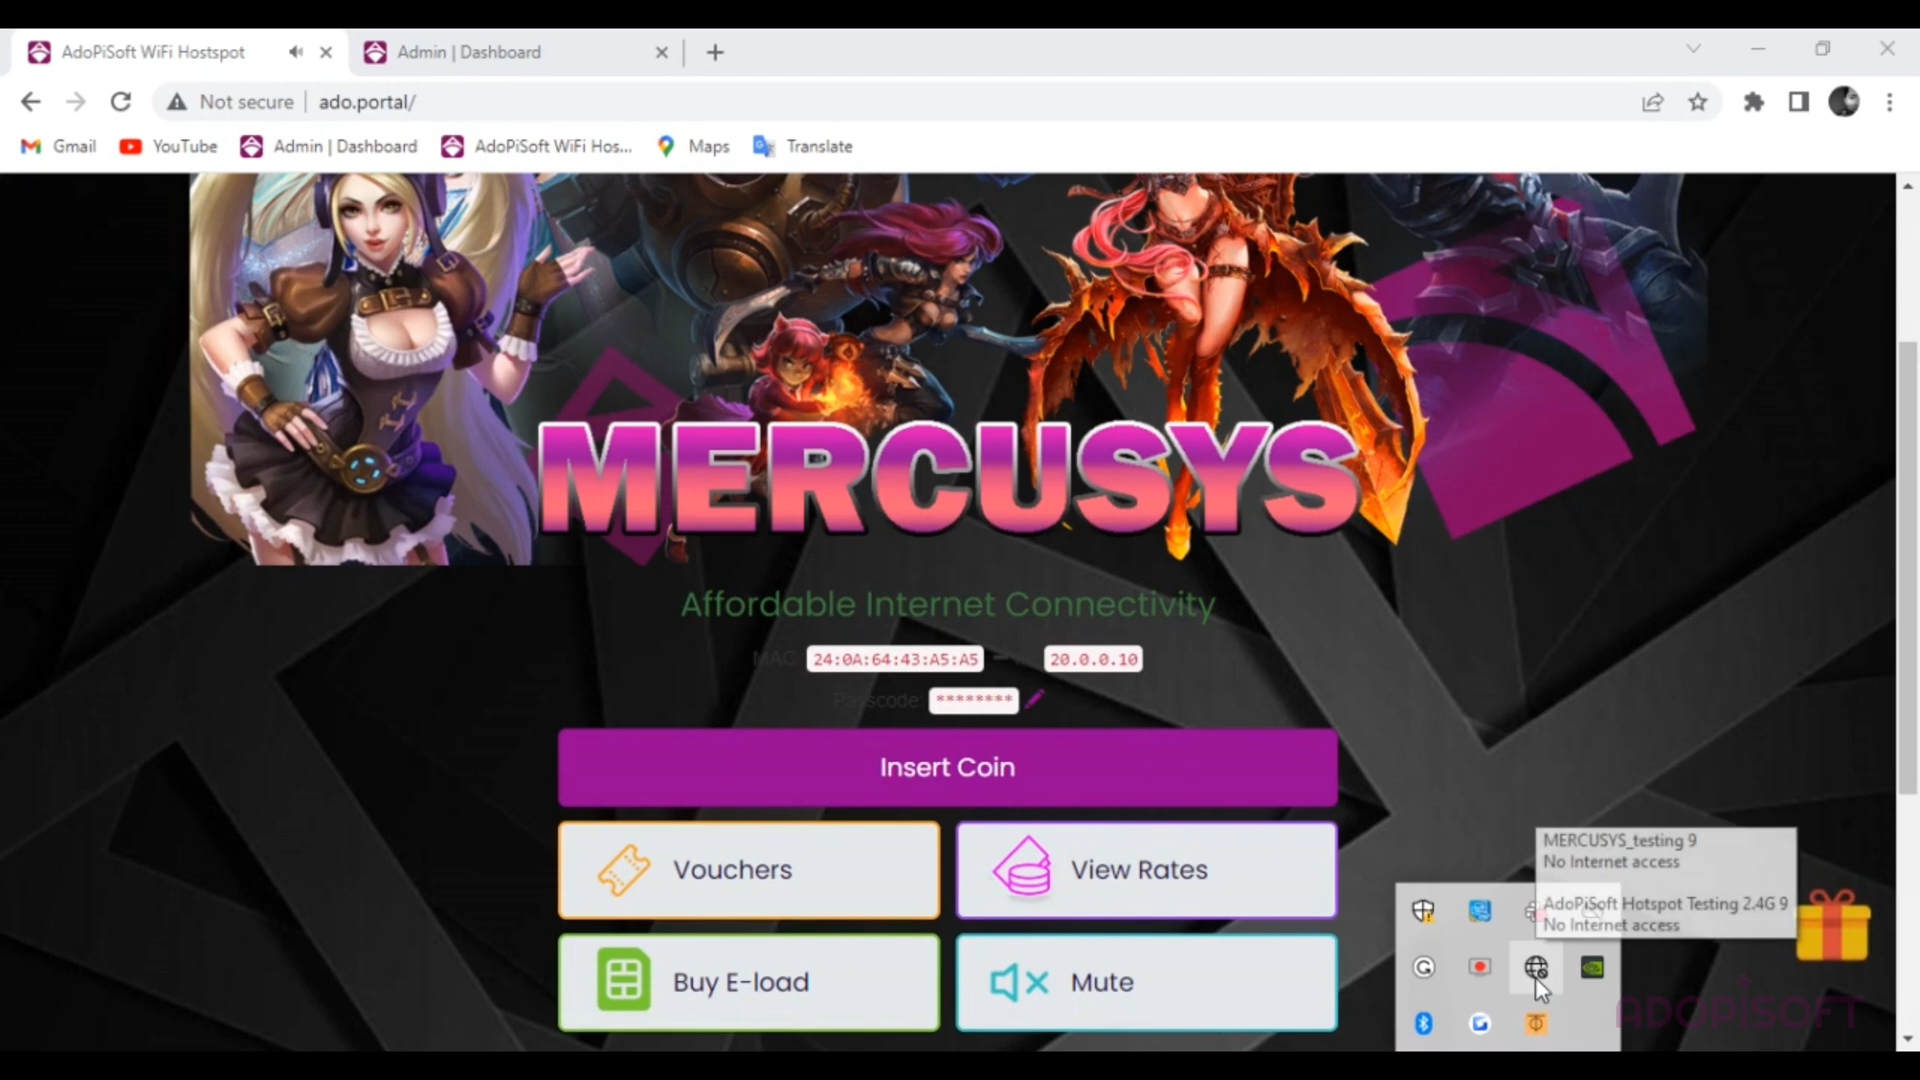 AdoPiSoft WiFi Hostspot
Admin | Dashboard
Not secure
ado.portal/
Gmail
YouTube
Admin | Dashboard
AdoPiSoft WiFi Hos...
Maps
Translate
MERCUSYS
Affordable Internet Connectivity
MAC 24:0A:64:43:A5:A5 20.0.0.10
Passcode: ********
Insert Coin
Vouchers
View Rates
Buy E-load
Mute
MERCUSYS_testing 9
No Internet access
AdoPiSoft Hotspot Testing 2.4G 9
No Internet access
ADOPiSOFT